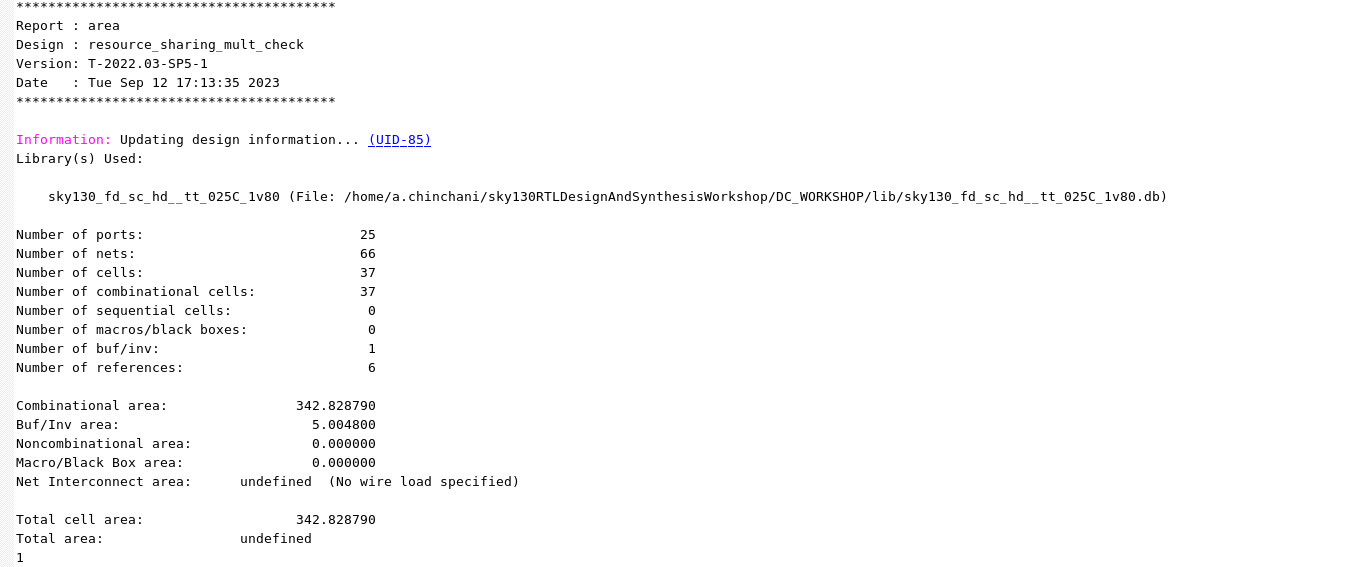 ****************************************
Report : area
Design : resource_sharing_mult_check
Version: T-2022.03-SP5-1
Date   : Tue Sep 12 17:13:35 2023
****************************************
Information: Updating design information... (UID-85)
Library(s) Used:
    sky130_fd_sc_hd__tt_025C_1v80 (File: /home/a.chinchani/sky130RTLDesignAndSynthesisWorkshop/DC_WORKSHOP/lib/sky130_fd_sc_hd__tt_025C_1v80.db)
Number of ports:                           25
Number of nets:                            66
Number of cells:                           37
Number of combinational cells:             37
Number of sequential cells:                 0
Number of macros/black boxes:               0
Number of buf/inv:                          1
Number of references:                       6
Combinational area:                342.828790
Buf/Inv area:                        5.004800
Noncombinational area:               0.000000
Macro/Black Box area:                0.000000
Net Interconnect area:      undefined  (No wire load specified)
Total cell area:                   342.828790
Total area:                 undefined
1